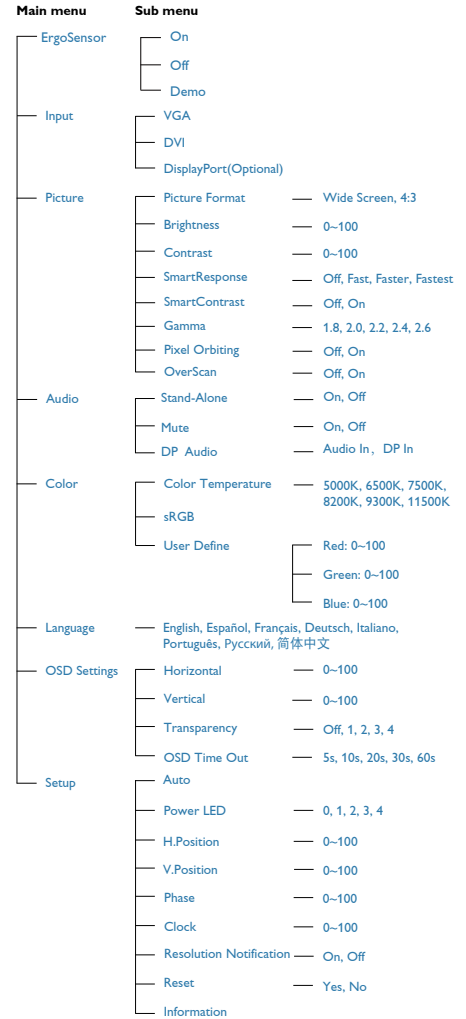 Main menu Sub menu
ErgoSensor On
Off
Demo
Input VGA
DVI
DisplayPort(Optional)
Picture Picture Format Wide Screen, 4:3
Brightness 0~100
Contrast 0~100
SmartResponse Off, Fast, Faster, Fastest
SmartContrast Off, On
Gamma 1.8, 2.0, 2.2, 2.4, 2.6
Pixel Orbiting Off, On
OverScan Off, On
Audio Stand-Alone On, Off
Mute On, Off
DP Audio Audio In, DP In
Color Color Temperature 5000K, 6500K, 7500K,
8200K, 9300K, 11500K
sRGB
User Define Red: 0~100
Green: 0~100
Blue: 0~100
Language English, Español, Français, Deutsch, Italiano,
Português, Русский, 简体中文
OSD Settings Horizontal 0~100
Vertical 0~100
Transparency Off, 1, 2, 3, 4
OSD Time Out 5s, 10s, 20s, 30s, 60s
Setup Auto
Power LED 0, 1, 2, 3, 4
H.Position 0~100
V.Position 0~100
Phase 0~100
Clock 0~100
Resolution Notification On, Off
Reset Yes, No
Information